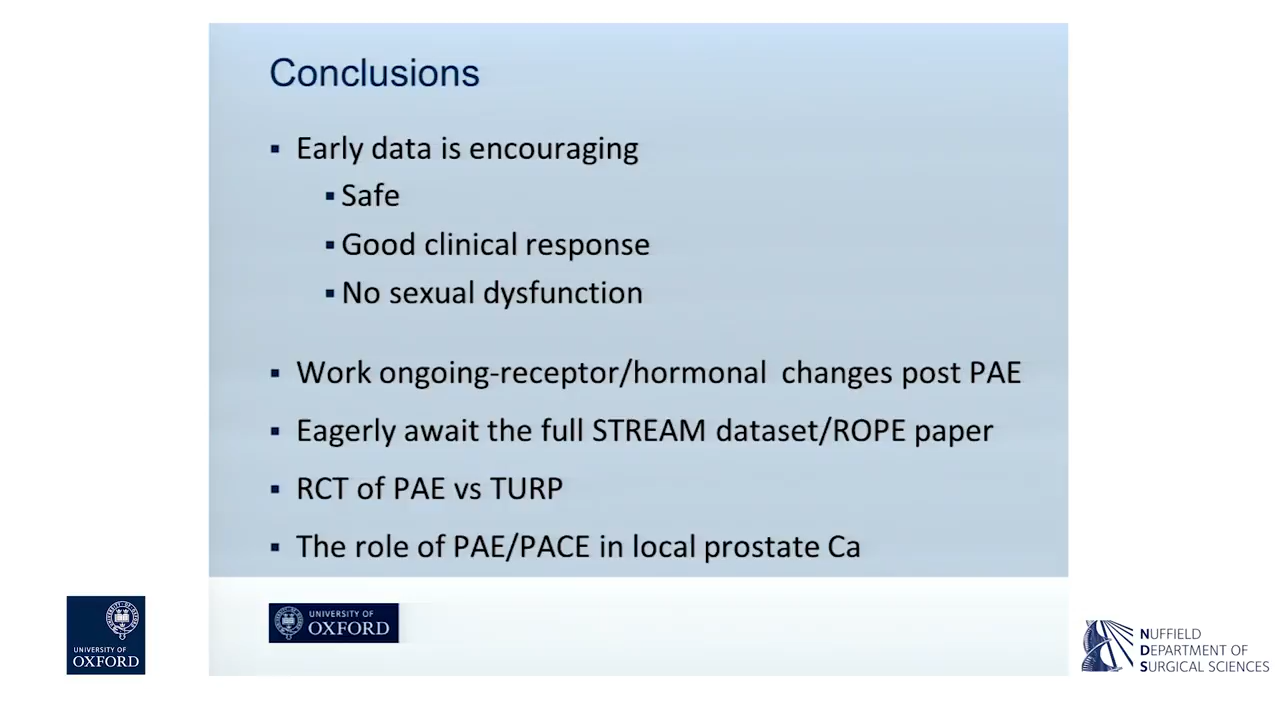 Conclusions
▪ Early data is encouraging
▪ Safe
▪ Good clinical response
▪ No sexual dysfunction
▪ Work ongoing-receptor/hormonal changes post PAE
▪ Eagerly await the full STREAM dataset/ROPE paper
▪ RCT of PAE vs TURP
▪ The role of PAE/PACE in local prostate Ca
UNIVERSITY OF
OXFORD
UNIVERSITY OF
OXFORD
NUFFIELD
DEPARTMENT OF
SURGICAL SCIENCES